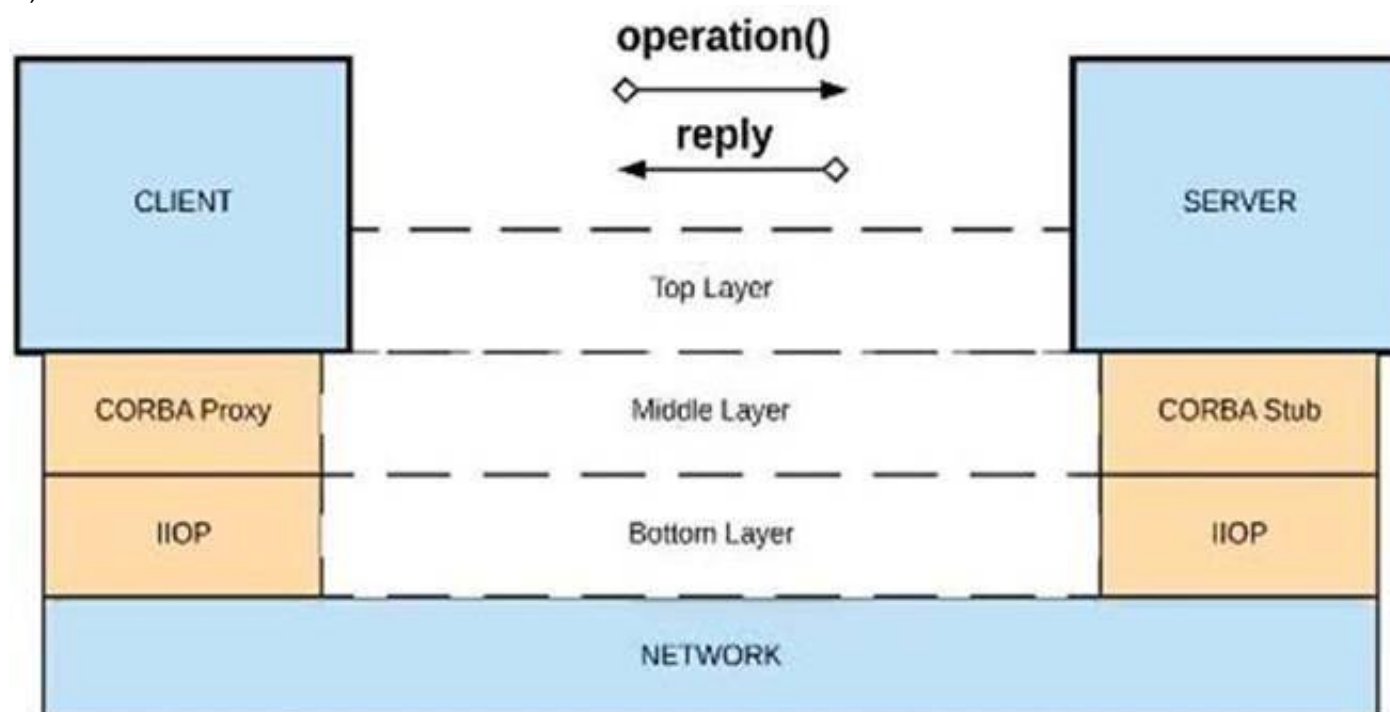 operation()
reply
CLIENT
SERVER
Top Layer
CORBA Proxy
Middle Layer
CORBA Stub
IIOP
Bottom Layer
IIOP
NETWORK